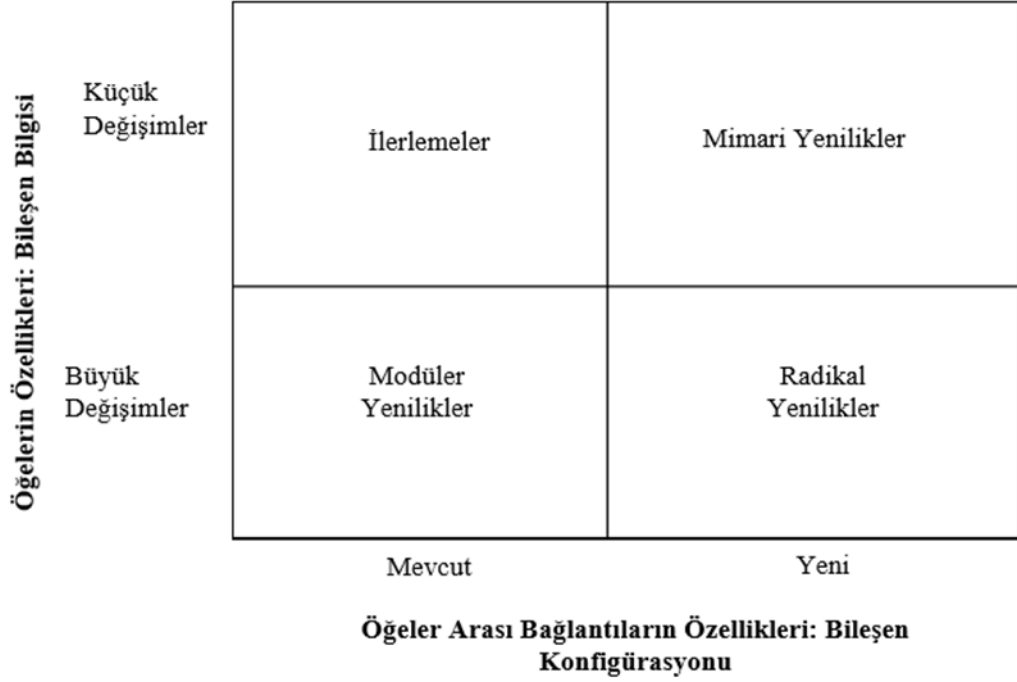 Öğelerin Özellikleri: Bileşen Bilgisi
Küçük
Değişimler
İlerlemeler
Mimari Yenilikler
Büyük
Değişimler
Modüler
Yenilikler
Radikal
Yenilikler
Mevcut
Yeni
Öğeler Arası Bağlantıların Özellikleri: Bileşen
Konfigürasyonu